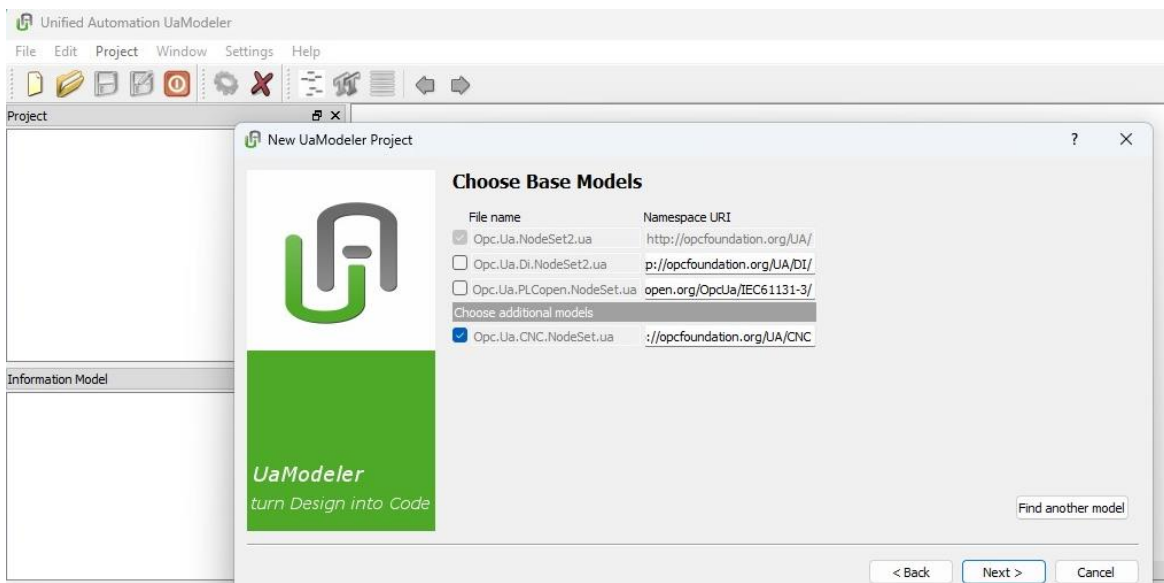 Unified Automation UaModeler
File Edit Project Window Settings Help
Project
New UaModeler Project ?
Choose Base Models
File name Namespace URI
Opc.Ua.NodeSet2.ua http://opcfoundation.org/UA/
Opc.Ua.Di.NodeSet2.ua p://opcfoundation.org/UA/DI/
Opc.Ua.PLCopen.NodeSet.ua open.org/OpcUa/IEC61131-3/
Choose additional models
Opc.Ua.CNC.NodeSet.ua ://opcfoundation.org/UA/CNC
Information Model
UaModeler
turn Design into Code
Find another model
< Back Next > Cancel